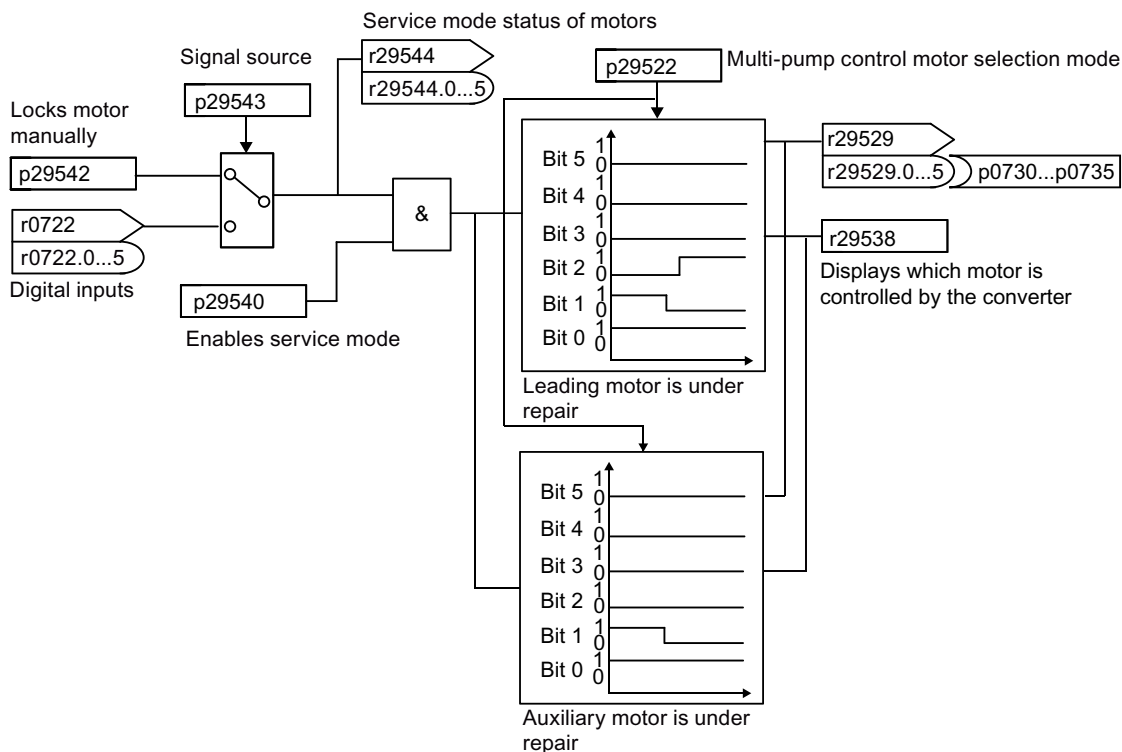 Service mode status of motors
r29544
r29544.0...5
Signal source
p29543
p29522
Multi-pump control motor selection mode
Locks motor
manually
p29542
r0722
r0722.0...5
Digital inputs
&
p29540
Enables service mode
Bit 5 1 0
Bit 4 1 0
Bit 3 1 0
Bit 2 1 0
Bit 1 1 0
Bit 0 1 0
Leading motor is under
repair
r29529
r29529.0...5
p0730...p0735
r29538
Displays which motor is
controlled by the converter
Bit 5 1 0
Bit 4 1 0
Bit 3 1 0
Bit 2 1 0
Bit 1 1 0
Bit 0 1 0
Auxiliary motor is under
repair